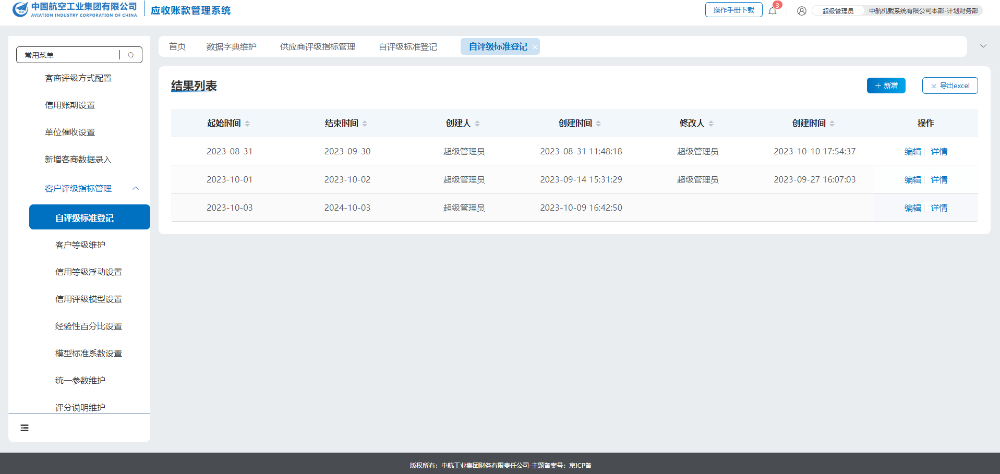 中国航空工业集团有限公司
AVIC
AVIATION INDUSTRY CORPORATION OF CHINA
应收账款管理系统
操作手册下载
3
超级管理员
中航机载系统有限公司本部-计划财务部
常用菜单
客商评级方式配置
信用账期设置
单位催收设置
新增客商数据录入
客户评级指标管理
自评级标准登记
客户等级维护
信用等级浮动设置
信用评级模型设置
经验性百分比设置
模型标准系数设置
统一参数维护
评分说明维护
首页 数据字典维护 供应商评级指标管理 自评级标准登记 自评级标准登记 ×
结果列表
+ 新增 导出excel
起始时间 结束时间 创建人 创建时间 修改人 创建时间 操作
2023-08-31 2023-09-30 超级管理员 2023-08-31 11:48:18 超级管理员 2023-10-10 17:54:37 编辑 详情
2023-10-01 2023-10-02 超级管理员 2023-09-14 15:31:29 超级管理员 2023-09-27 16:07:03 编辑 详情
2023-10-03 2024-10-03 超级管理员 2023-10-09 16:42:50 编辑 详情
版权所有：中航工业集团财务有限责任公司-主题备案号：京ICP备